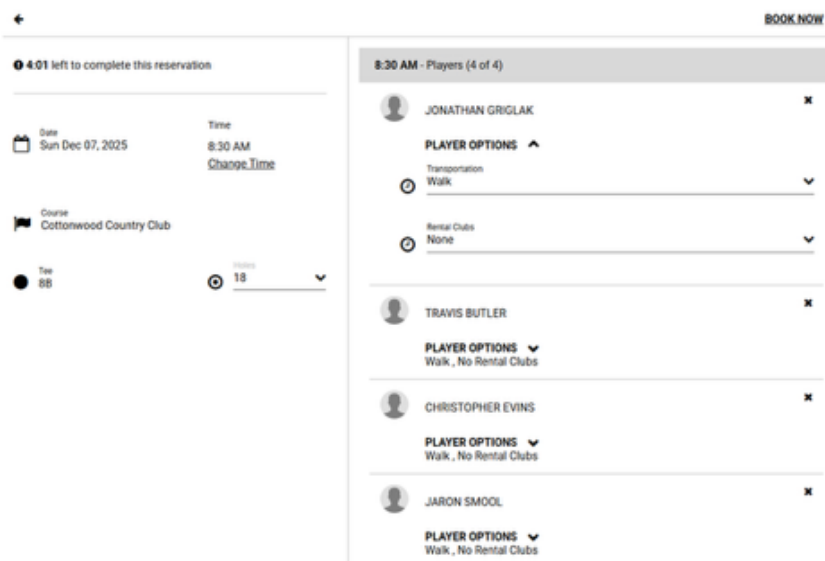 BOOK NOW
4:01 left to complete this reservation
Date
Sun Dec 07, 2025
Time
8:30 AM
Change Time
Course
Cottonwood Country Club
Tee
8B
Holes
18
8:30 AM - Players (4 of 4)
JONATHAN GRIGLAK
PLAYER OPTIONS
Transportation
Walk
Rental Clubs
None
TRAVIS BUTLER
PLAYER OPTIONS
Walk , No Rental Clubs
CHRISTOPHER EVINS
PLAYER OPTIONS
Walk , No Rental Clubs
JARON SMOOL
PLAYER OPTIONS
Walk , No Rental Clubs